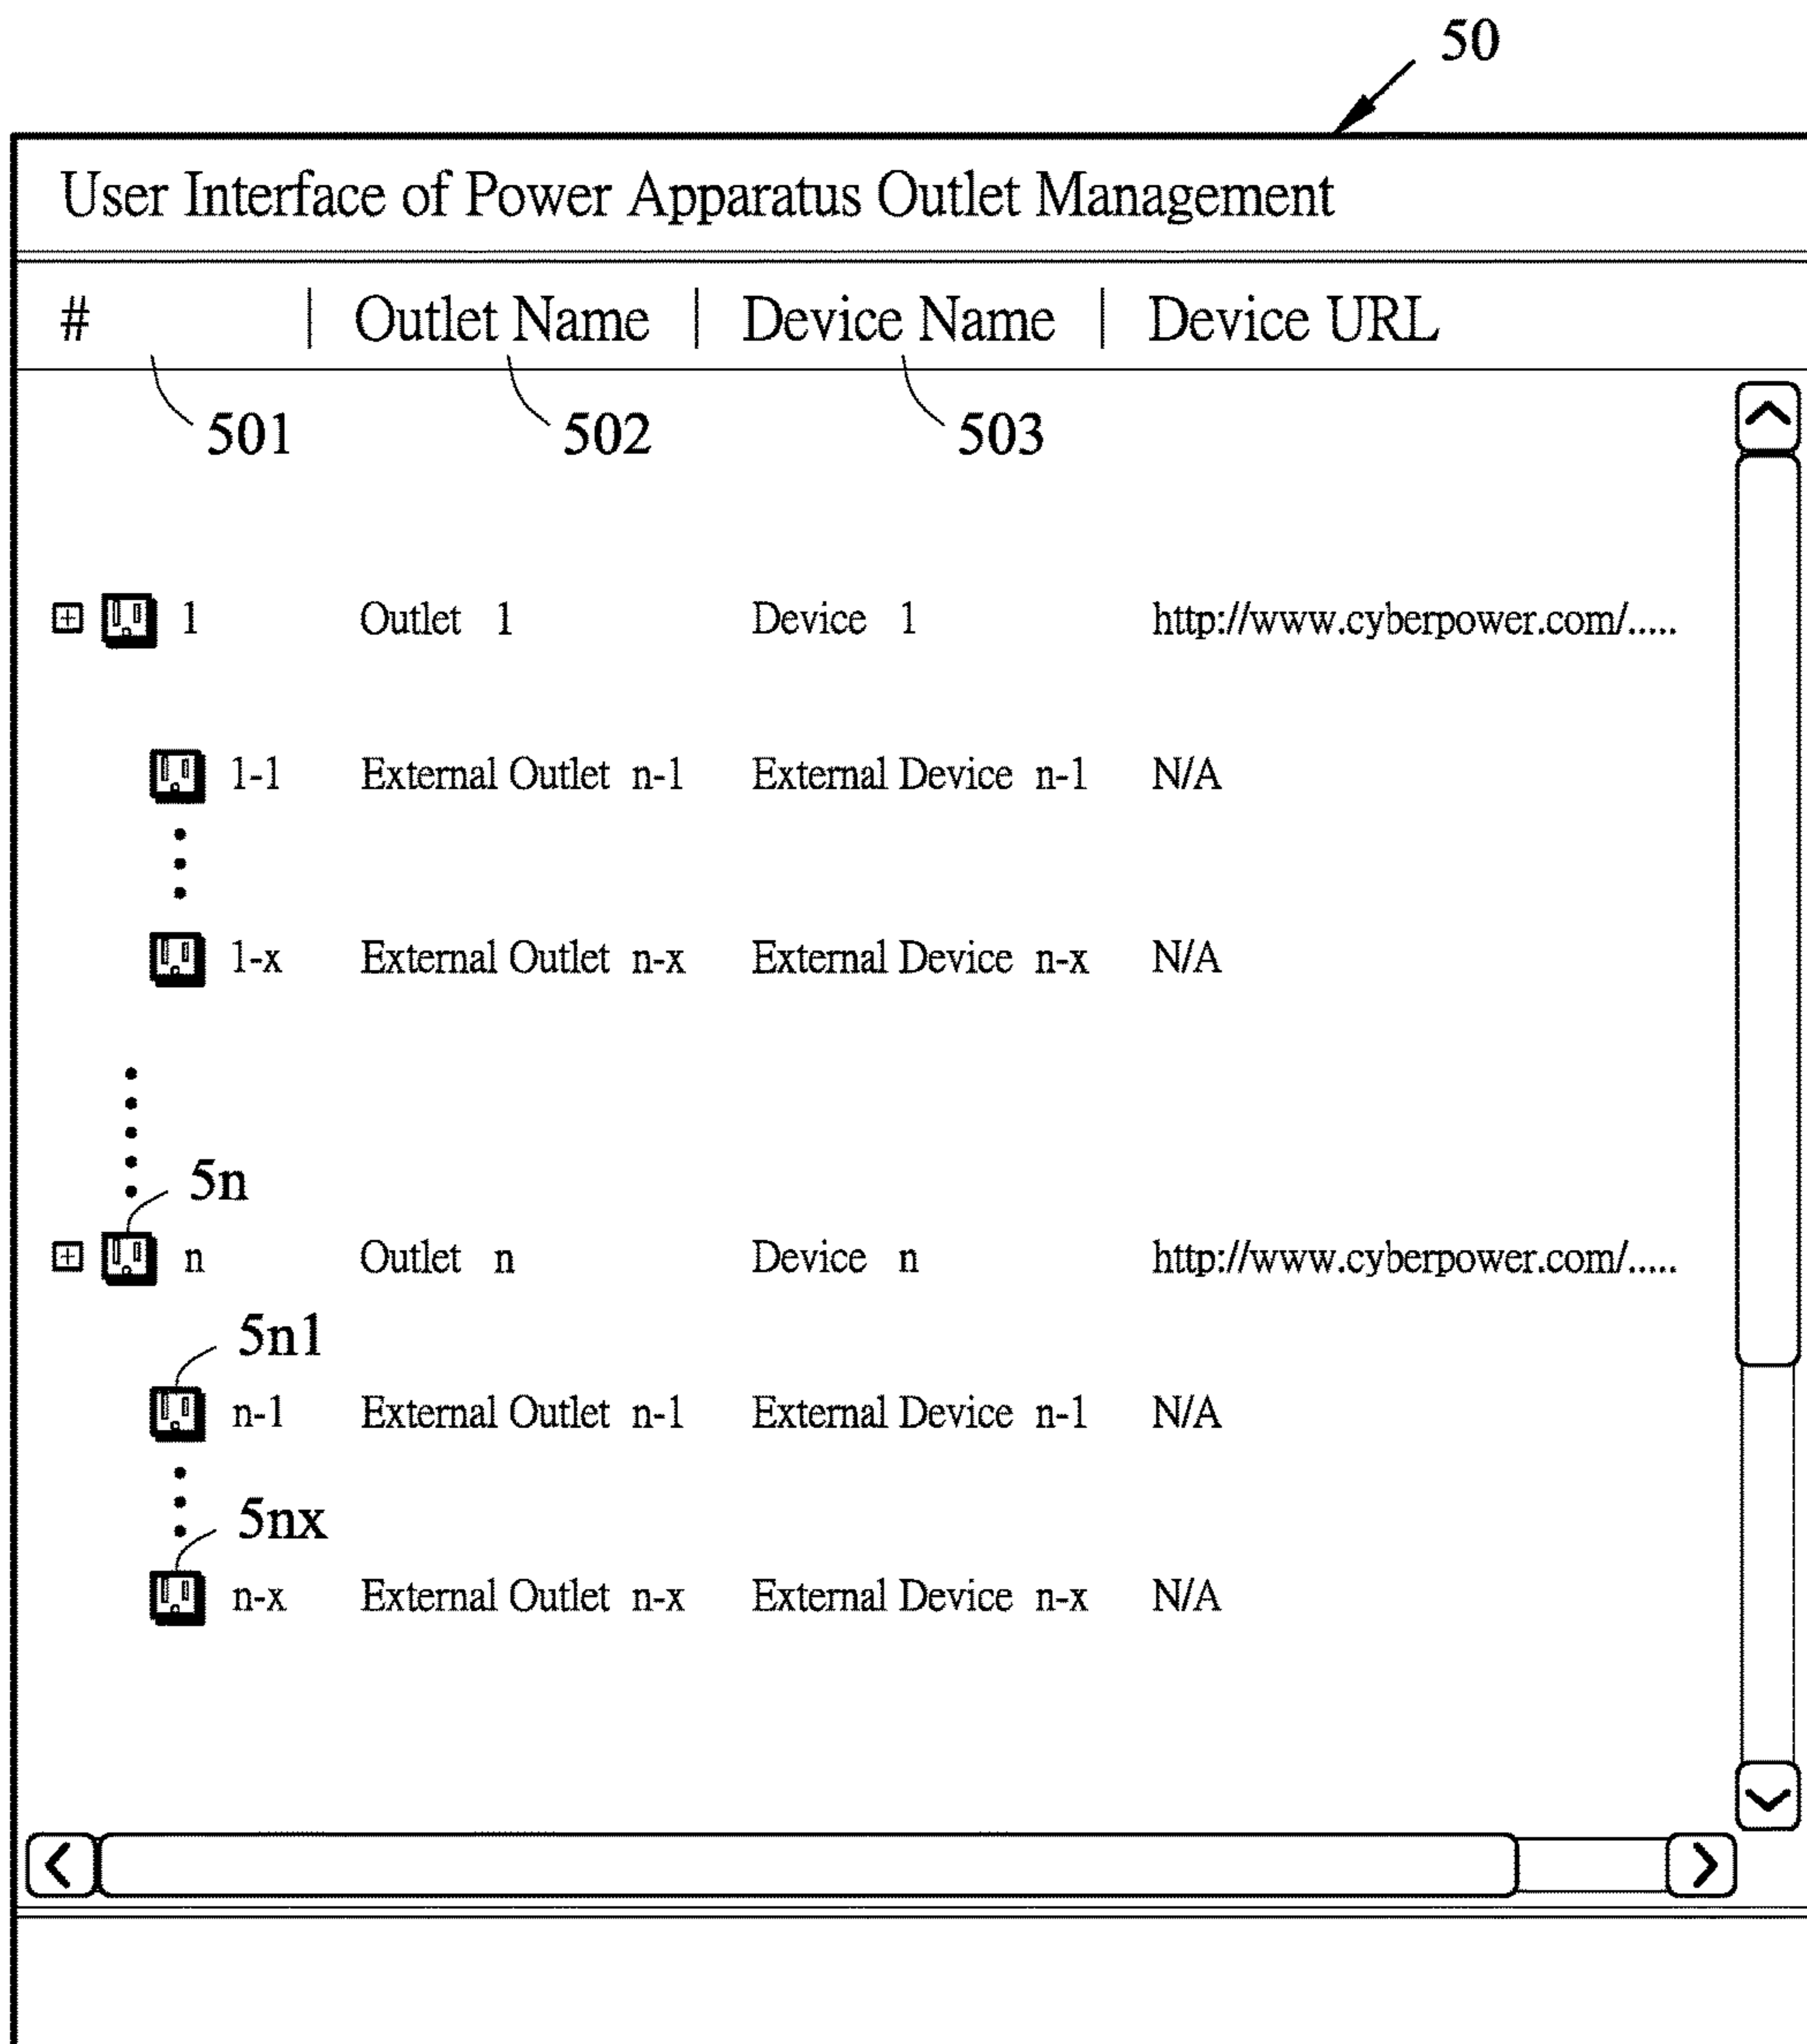 50
User Interface of Power Apparatus Outlet Management
# | Outlet Name | Device Name | Device URL
501 502 503
1 Outlet 1 Device 1 http://www.cyberpower.com/.....
1-1 External Outlet n-1 External Device n-1 N/A
1-x External Outlet n-x External Device n-x N/A
5n
n Outlet n Device n http://www.cyberpower.com/.....
5n1
n-1 External Outlet n-1 External Device n-1 N/A
5nx
n-x External Outlet n-x External Device n-x N/A